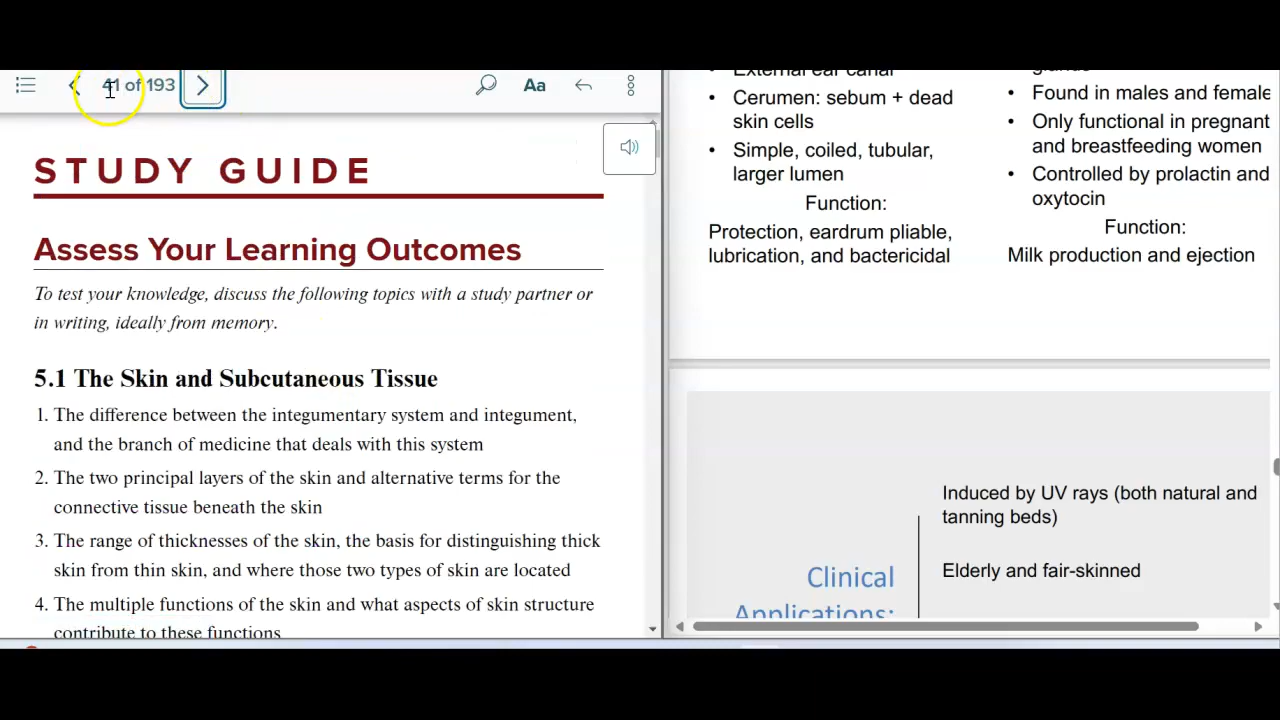 41 of 193
Aa
STUDY GUIDE
Assess Your Learning Outcomes
To test your knowledge, discuss the following topics with a study partner or
in writing, ideally from memory.
5.1 The Skin and Subcutaneous Tissue
1. The difference between the integumentary system and integument,
and the branch of medicine that deals with this system
2. The two principal layers of the skin and alternative terms for the
connective tissue beneath the skin
3. The range of thicknesses of the skin, the basis for distinguishing thick
skin from thin skin, and where those two types of skin are located
4. The multiple functions of the skin and what aspects of skin structure
contribute to these functions
• External ear canal
• Cerumen: sebum + dead
skin cells
• Simple, coiled, tubular,
larger lumen
Function:
Protection, eardrum pliable,
lubrication, and bactericidal
glands
• Found in males and female
• Only functional in pregnant
and breastfeeding women
• Controlled by prolactin and
oxytocin
Function:
Milk production and ejection
Clinical
Applications:
Induced by UV rays (both natural and
tanning beds)
Elderly and fair-skinned